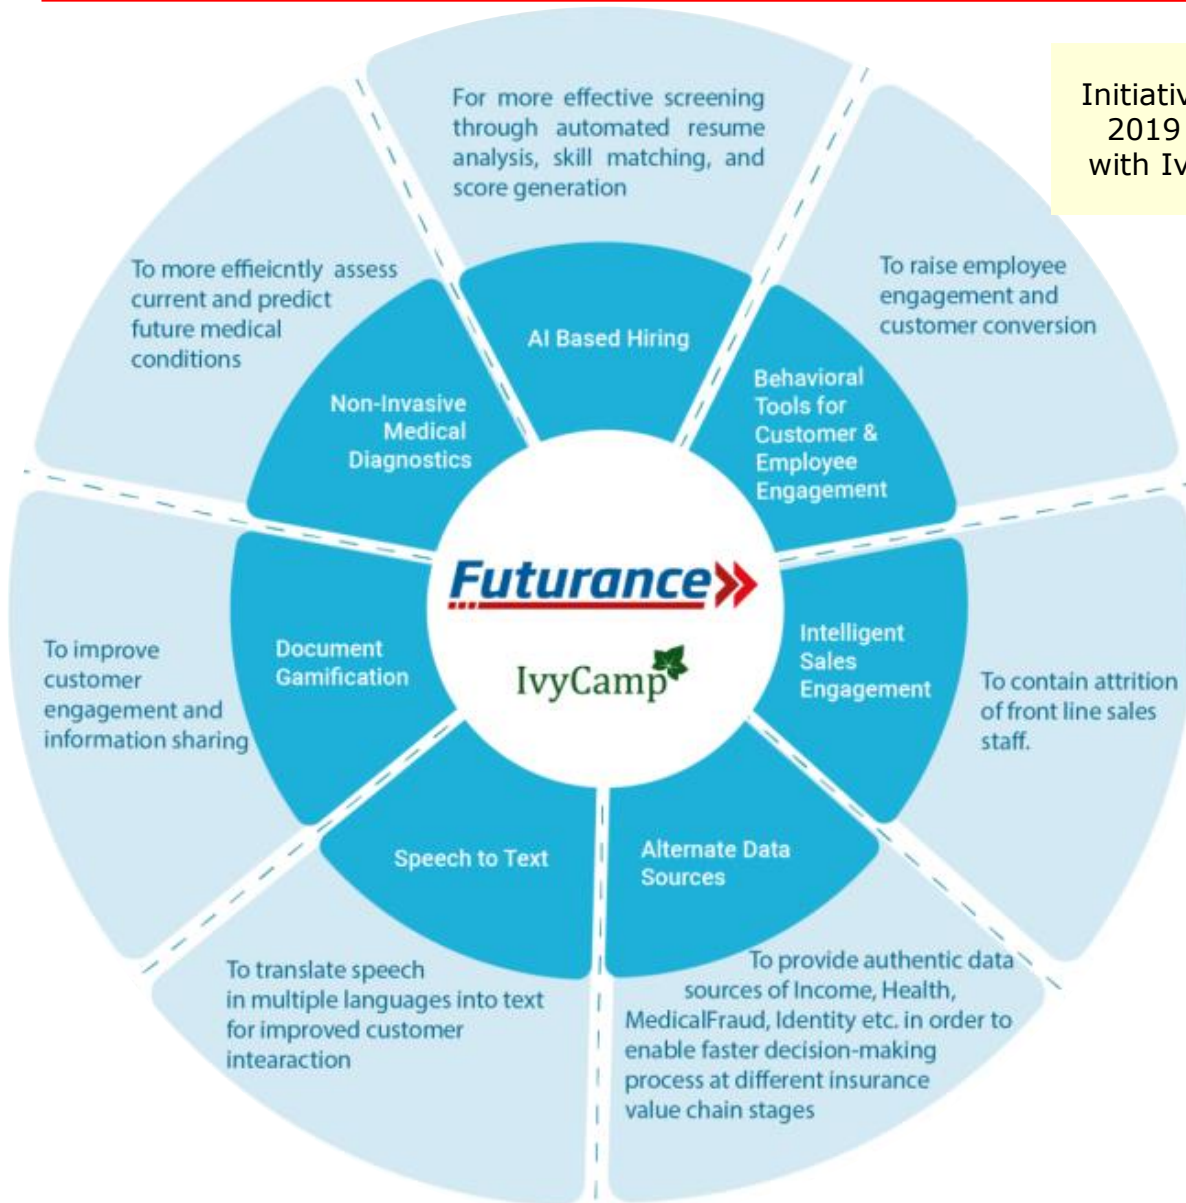 Initiativ
2019
with Iv
For more effective screening
through automated resume
analysis, skill matching, and
score generation
AI Based Hiring
To raise employee
engagement and
customer conversion
Behavioral
Tools for
Customer &
Employee
Engagement
To contain attrition
of front line sales
staff.
Intelligent
Sales
Engagement
To provide authentic data
sources of Income, Health,
MedicalFraud, Identity etc. in order to
enable faster decision-making
process at different insurance
value chain stages
Alternate Data
Sources
To translate speech
in multiple languages into text
for improved customer
intearaction
Speech to Text
To improve
customer
engagement and
information sharing
Document
Gamification
To more effieicntly assess
current and predict
future medical
conditions
Non-Invasive
Medical
Diagnostics
Futurance
IvyCamp